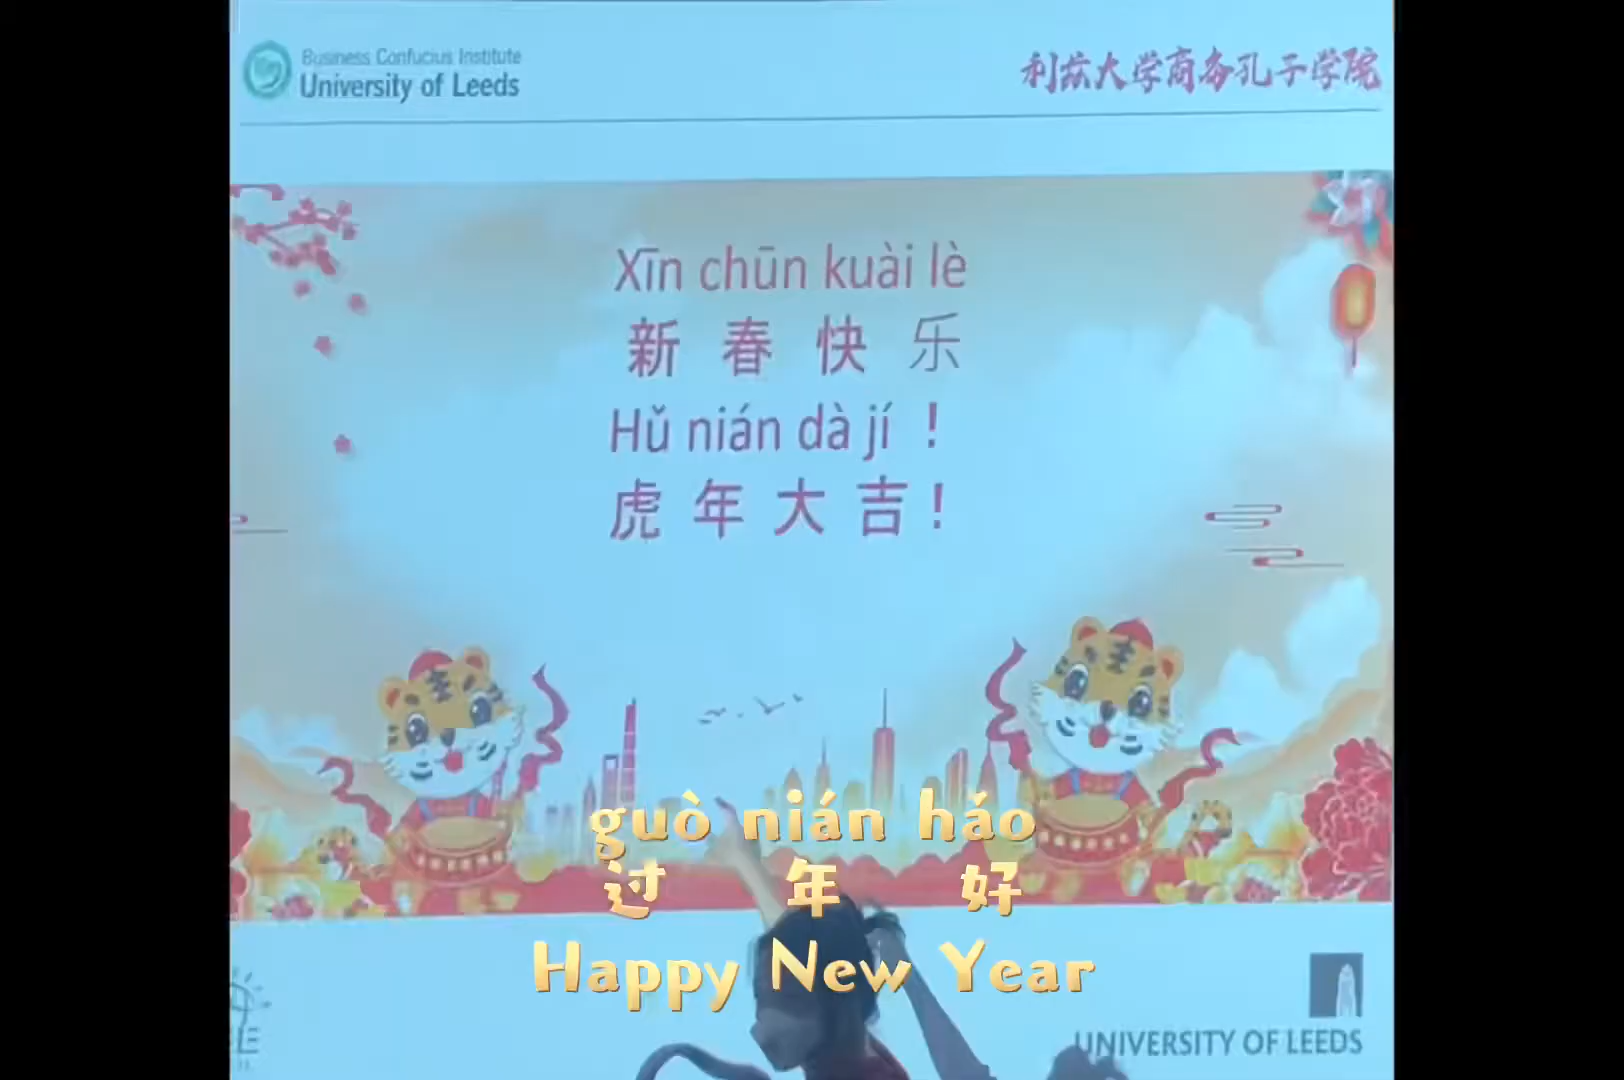 Business Confucius Institute
University of Leeds
利兹大学商务孔子学院
Xīn chūn kuài lè
新 春 快 乐
Hǔ nián dà jí ！
虎 年 大 吉！
guò nián hǎo
过 年 好
Happy New Year
UNIVERSITY OF LEEDS